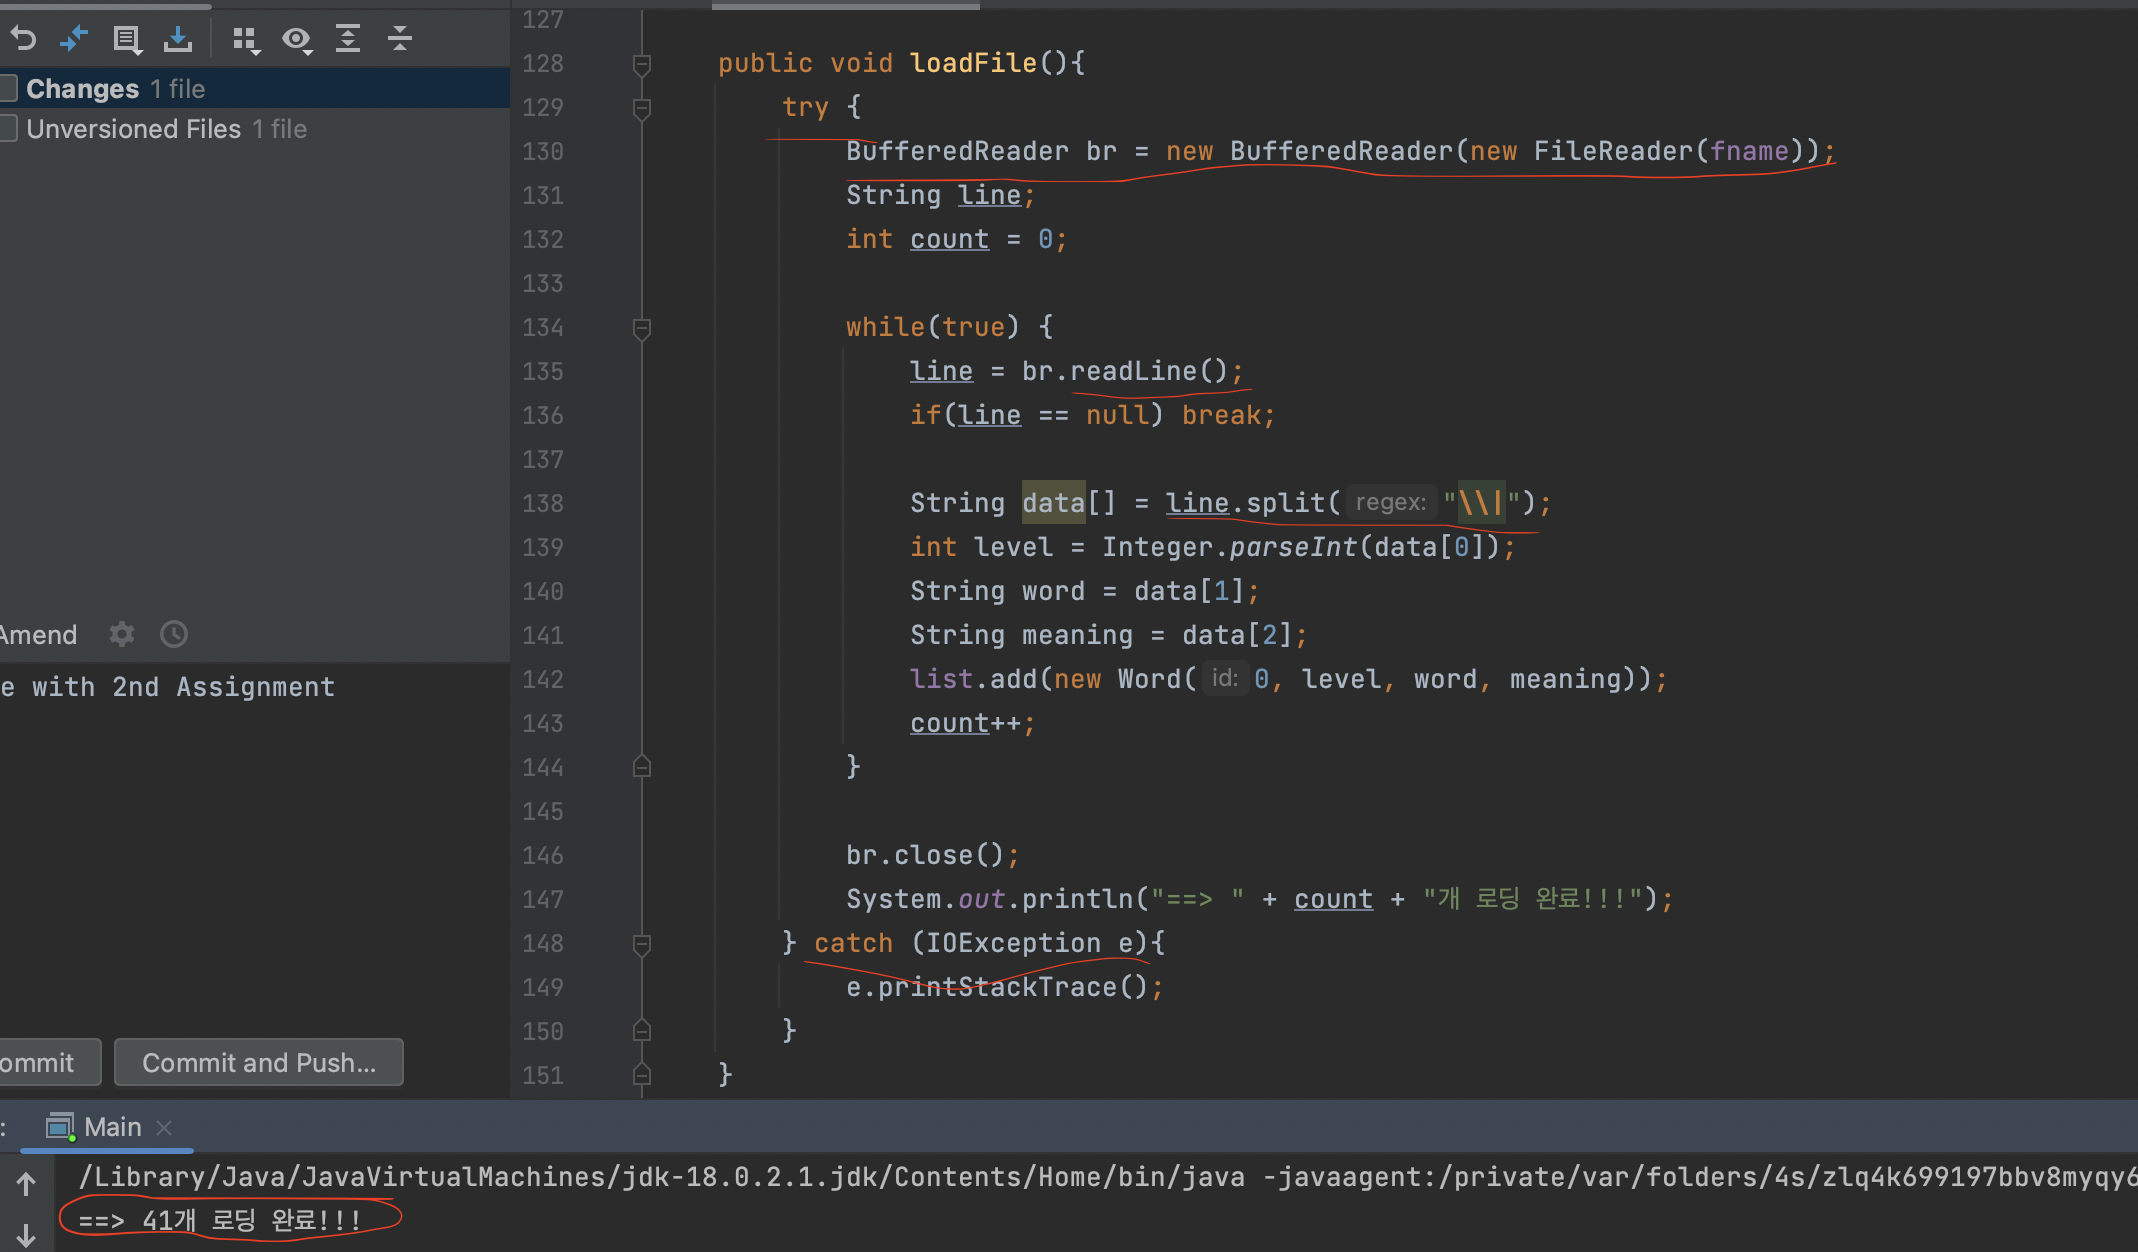 Changes 1 file
Unversioned Files 1 file
Amend
e with 2nd Assignment
ommit
Commit and Push...
127
128 public void loadFile(){
129 try {
130 BufferedReader br = new BufferedReader(new FileReader(fname));
131 String line;
132 int count = 0;
133
134 while(true) {
135 line = br.readLine();
136 if(line == null) break;
137
138 String data[] = line.split( regex: "\\|");
139 int level = Integer.parseInt(data[0]);
140 String word = data[1];
141 String meaning = data[2];
142 list.add(new Word( id: 0, level, word, meaning));
143 count++;
144 }
145
146 br.close();
147 System.out.println("==> " + count + "개 로딩 완료!!!");
148 } catch (IOException e){
149 e.printStackTrace();
150 }
151 }
: Main
/Library/Java/JavaVirtualMachines/jdk-18.0.2.1.jdk/Contents/Home/bin/java -javaagent:/private/var/folders/4s/zlq4k699197bbv8myqy6
==> 41개 로딩 완료!!!